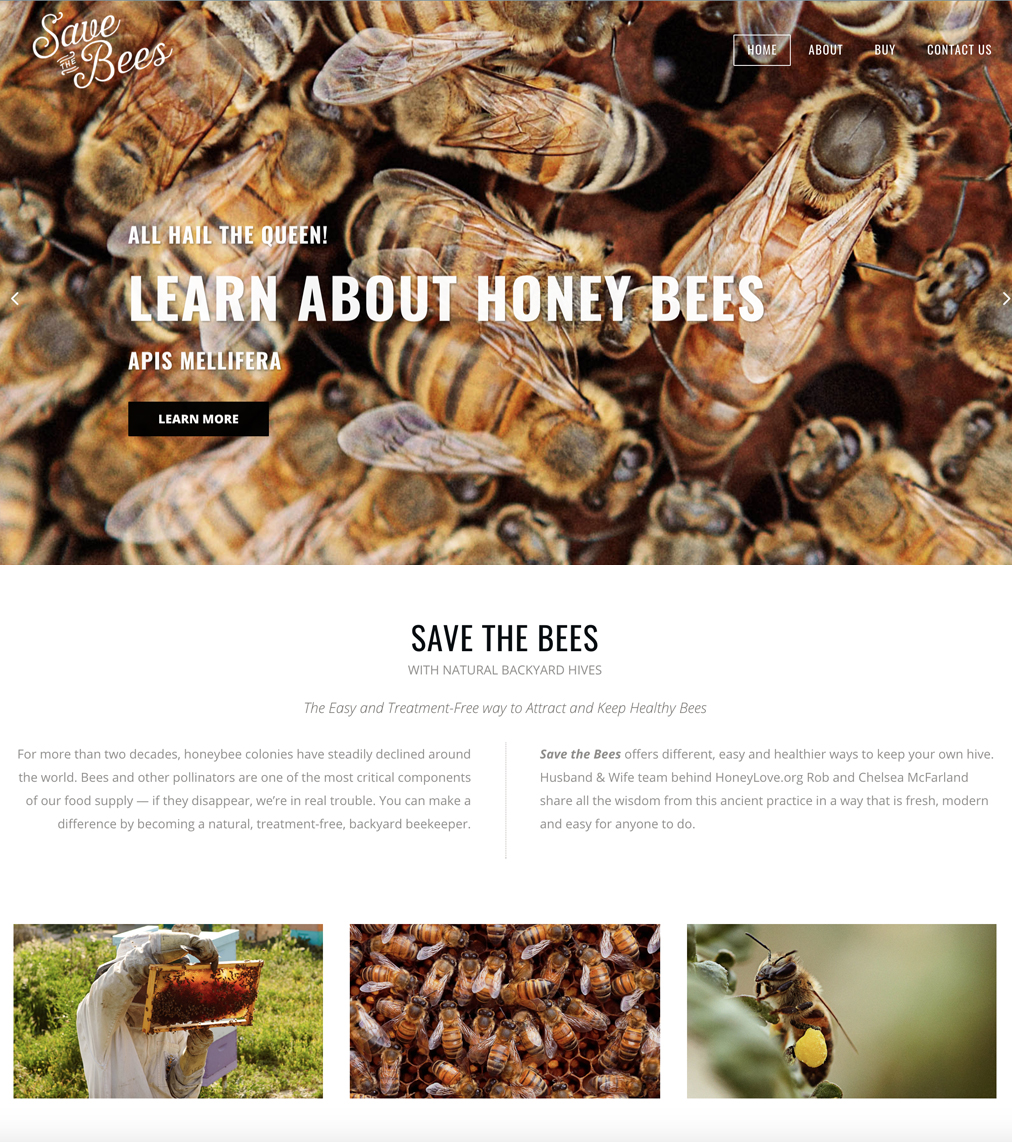 Save
THE
Bees
HOME ABOUT BUY CONTACT US
ALL HAIL THE QUEEN!
LEARN ABOUT HONEY BEES
APIS MELLIFERA
LEARN MORE
SAVE THE BEES
WITH NATURAL BACKYARD HIVES
The Easy and Treatment-Free way to Attract and Keep Healthy Bees
For more than two decades, honeybee colonies have steadily declined around
the world. Bees and other pollinators are one of the most critical components
of our food supply — if they disappear, we’re in real trouble. You can make a
difference by becoming a natural, treatment-free, backyard beekeeper.
Save the Bees offers different, easy and healthier ways to keep your own hive.
Husband & Wife team behind HoneyLove.org Rob and Chelsea McFarland
share all the wisdom from this ancient practice in a way that is fresh, modern
and easy for anyone to do.